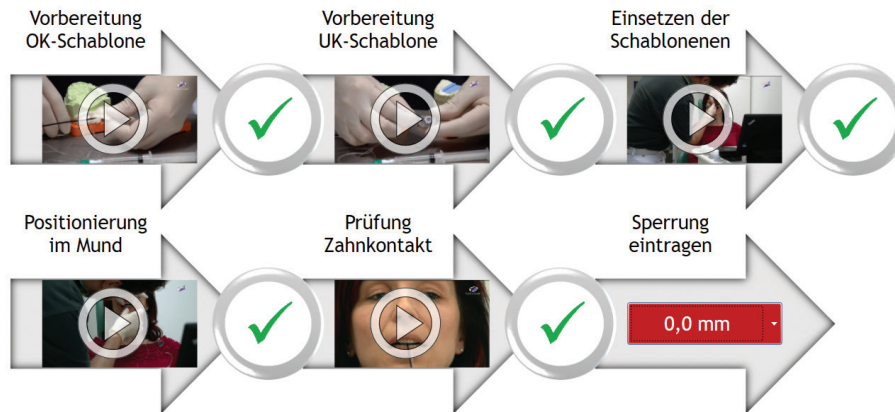 Vorbereitung
OK-Schablone
Vorbereitung
UK-Schablone
Einsetzen der
Schablonenen
Positionierung
im Mund
Prüfung
Zahnkontakt
Sperrung
eintragen
0,0 mm